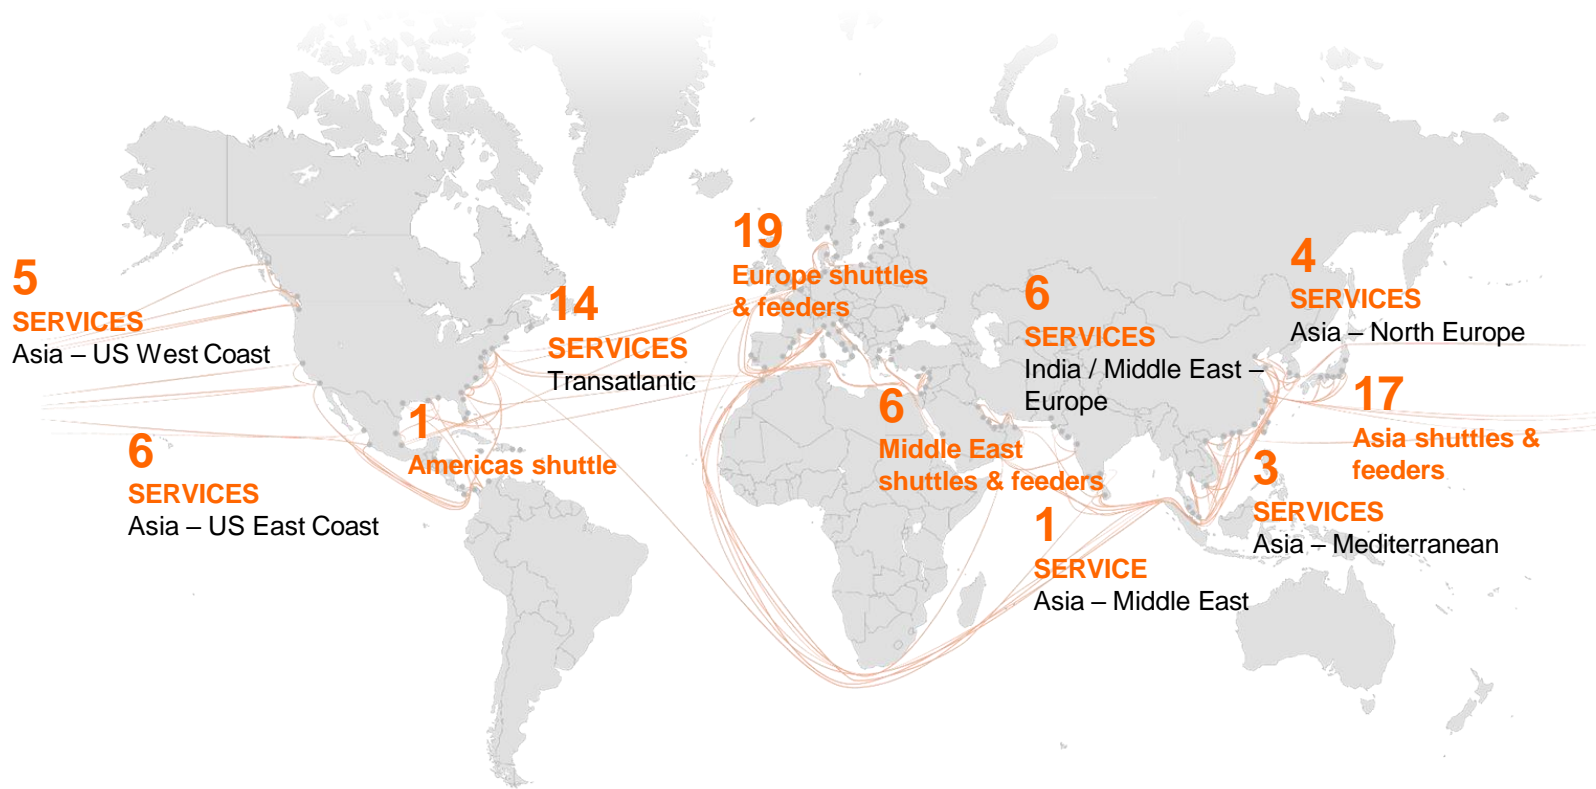 5
SERVICES
Asia – US West Coast
6
SERVICES
Asia – US East Coast
14
SERVICES
Transatlantic
1
Americas shuttle
19
Europe shuttles
& feeders
6
Middle East
shuttles & feeders
6
SERVICES
India / Middle East –
Europe
1
SERVICE
Asia – Middle East
4
SERVICES
Asia – North Europe
17
Asia shuttles &
feeders
3
SERVICES
Asia – Mediterranean